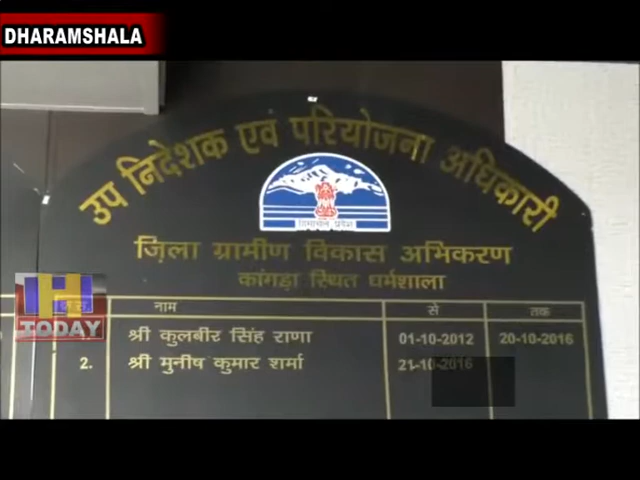 DHARAMSHALA
उप निदेशक एवं परियोजना अधिकारी
हिमाचल प्रदेश
ज़िला ग्रामीण विकास अभिकरण
कांगड़ा स्थित धर्मशाला
नाम से तक
श्री कुलबीर सिंह राणा 01-10-2012 20-10-2016
2. श्री मुनीष कुमार शर्मा 21-10-2016
H
TODAY